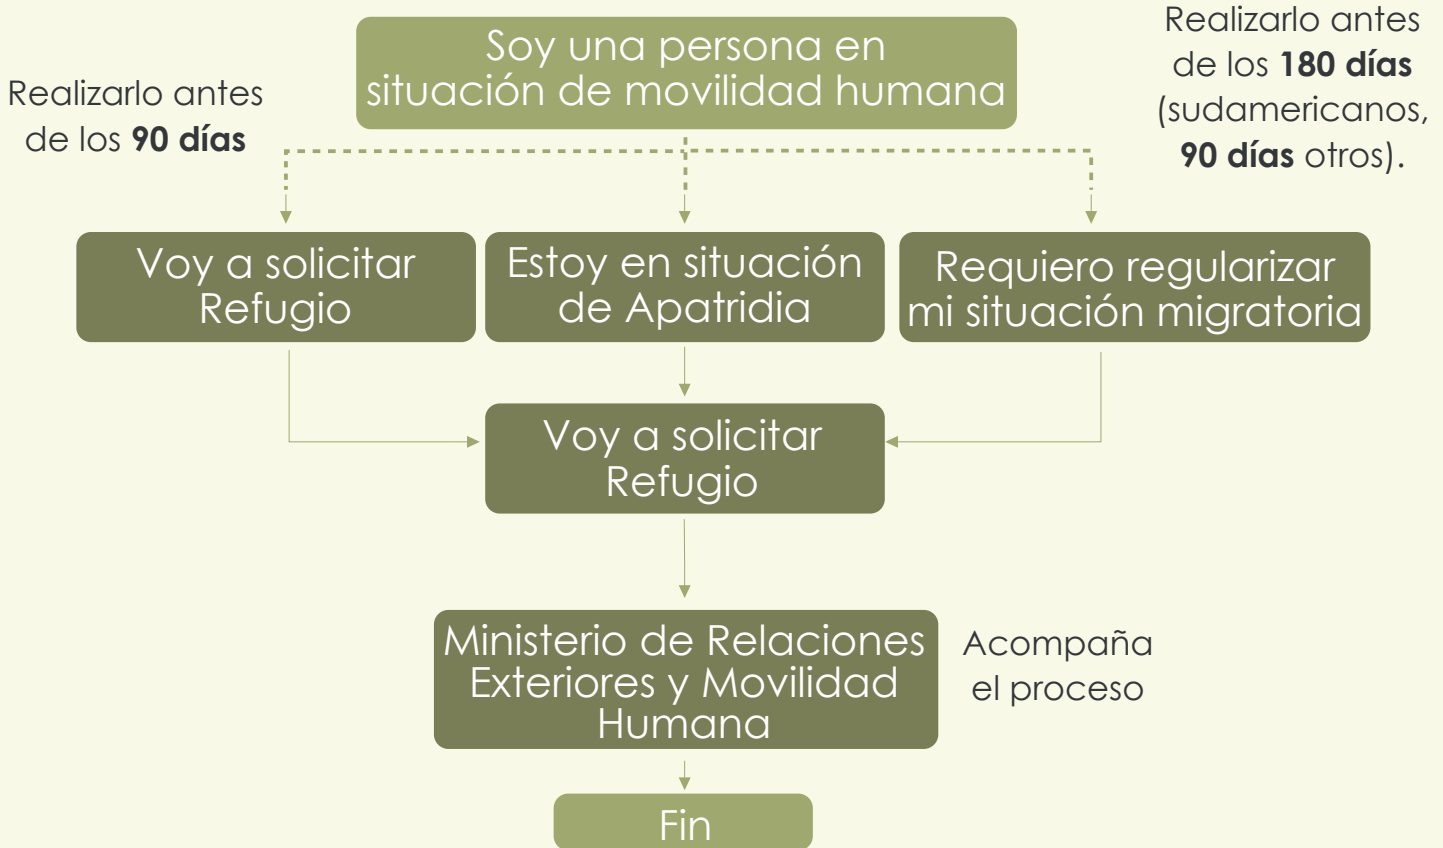 Soy una persona en
situación de movilidad humana
Realizarlo antes
de los 90 días
Realizarlo antes
de los 180 días
(sudamericanos,
90 días otros).
Voy a solicitar
Refugio
Estoy en situación
de Apatridia
Requiero regularizar
mi situación migratoria
Voy a solicitar
Refugio
Ministerio de Relaciones
Exteriores y Movilidad
Humana
Acompaña
el proceso
Fin